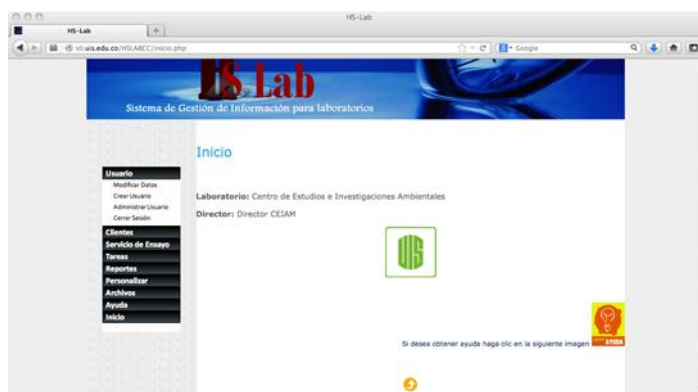 HS-Lab
HS-Lab
uis.edu.co/HSLABCC/inicio.php
Google
HS Lab
Sistema de Gestión de Información para laboratorios
Inicio
Usuario
Modificar Datos
Crear Usuario
Administrar Usuario
Cerrar Sesión
Clientes
Servicio de Ensayo
Tareas
Reportes
Personalizar
Archivos
Ayuda
Inicio
Laboratorio: Centro de Estudios e Investigaciones Ambientales
Director: Director CEIAM
UIS
Si desea obtener ayuda haga clic en la siguiente imagen
AYUDA